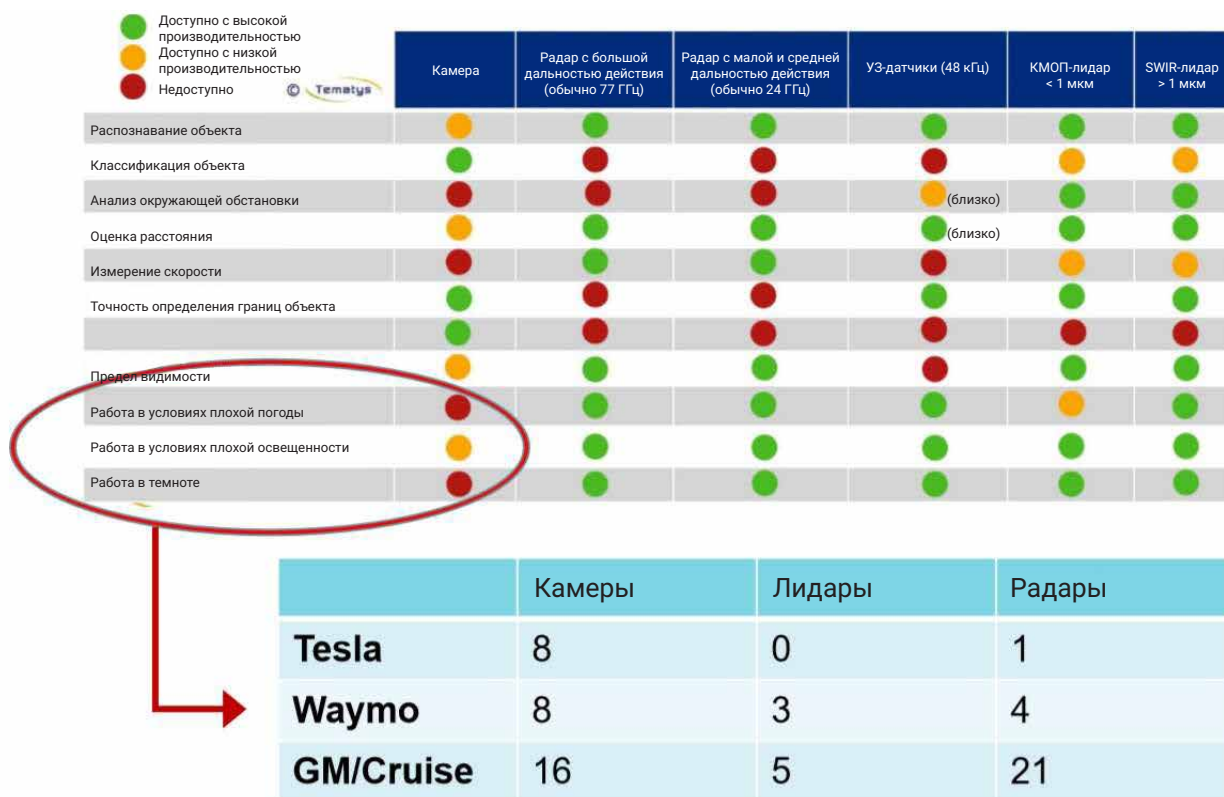 Доступно с высокой
производительностью
Доступно с низкой
производительностью
Недоступно
© Tematys
Камера
Радар с большой
дальностью действия
(обычно 77 ГГц)
Радар с малой и средней
дальностью действия
(обычно 24 ГГц)
УЗ-датчики (48 кГц)
КМОП-лидар
< 1 мкм
SWIR-лидар
> 1 мкм
Распознавание объекта
Классификация объекта
Анализ окружающей обстановки
(близко)
Оценка расстояния
(близко)
Измерение скорости
Точность определения границ объекта
Предел видимости
Работа в условиях плохой погоды
Работа в условиях плохой освещенности
Работа в темноте
Камеры Лидары Радары
Tesla 8 0 1
Waymo 8 3 4
GM/Cruise 16 5 21